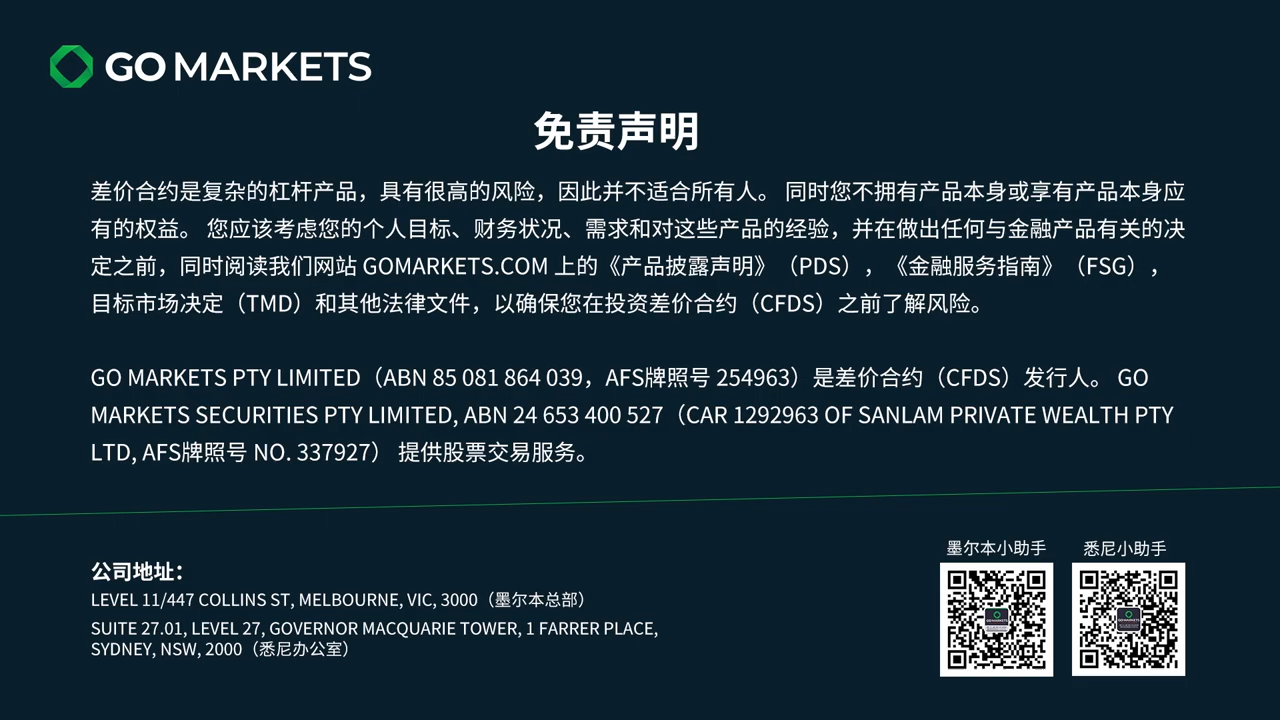 GO MARKETS
免责声明
差价合约是复杂的杠杆产品，具有很高的风险，因此并不适合所有人。 同时您不拥有产品本身或享有产品本身应
有的权益。 您应该考虑您的个人目标、财务状况、需求和对这些产品的经验，并在做出任何与金融产品有关的决
定之前，同时阅读我们网站 GOMARKETS.COM 上的《产品披露声明》（PDS），《金融服务指南》（FSG），
目标市场决定（TMD）和其他法律文件，以确保您在投资差价合约（CFDS）之前了解风险。
GO MARKETS PTY LIMITED（ABN 85 081 864 039，AFS牌照号 254963）是差价合约（CFDS）发行人。 GO
MARKETS SECURITIES PTY LIMITED, ABN 24 653 400 527（CAR 1292963 OF SANLAM PRIVATE WEALTH PTY
LTD, AFS牌照号 NO. 337927） 提供股票交易服务。
墨尔本小助手 悉尼小助手
公司地址：
LEVEL 11/447 COLLINS ST, MELBOURNE, VIC, 3000（墨尔本总部）
SUITE 27.01, LEVEL 27, GOVERNOR MACQUARIE TOWER, 1 FARRER PLACE,
SYDNEY, NSW, 2000（悉尼办公室）